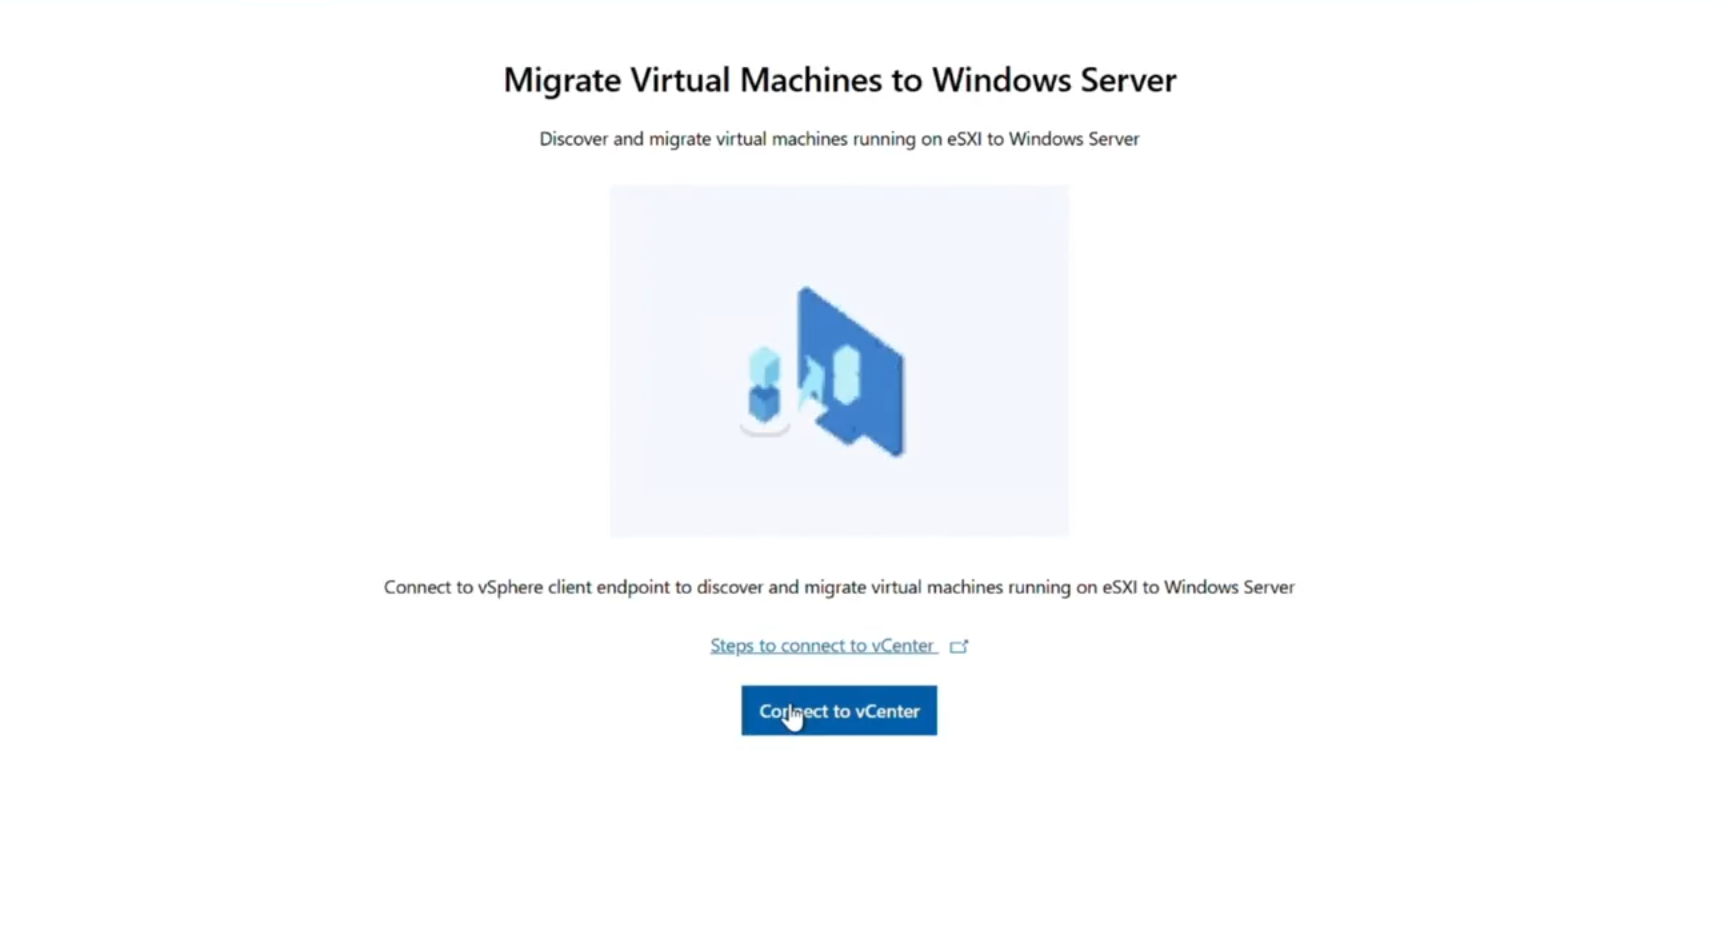 Migrate Virtual Machines to Windows Server
Discover and migrate virtual machines running on eSXI to Windows Server
Connect to vSphere client endpoint to discover and migrate virtual machines running on eSXI to Windows Server
Steps to connect to vCenter
Connect to vCenter